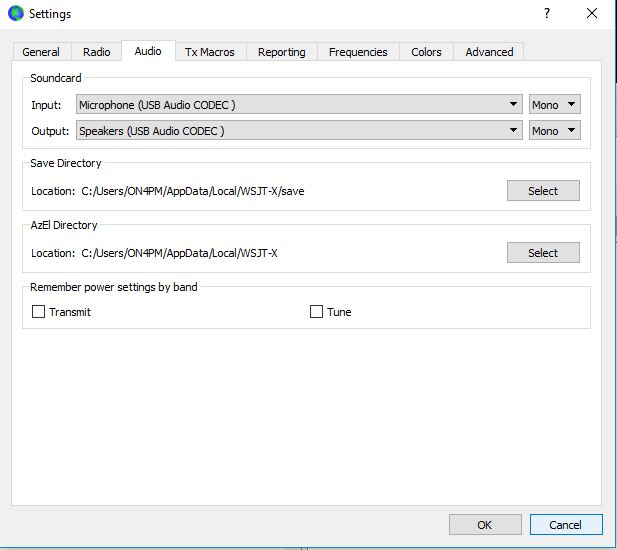 Settings ?
General Radio Audio Tx Macros Reporting Frequencies Colors Advanced
Soundcard
Input: Microphone (USB Audio CODEC ) Mono
Output: Speakers (USB Audio CODEC ) Mono
Save Directory
Location: C:/Users/ON4PM/AppData/Local/WSJT-X/save Select
AzEl Directory
Location: C:/Users/ON4PM/AppData/Local/WSJT-X Select
Remember power settings by band
Transmit Tune
OK Cancel